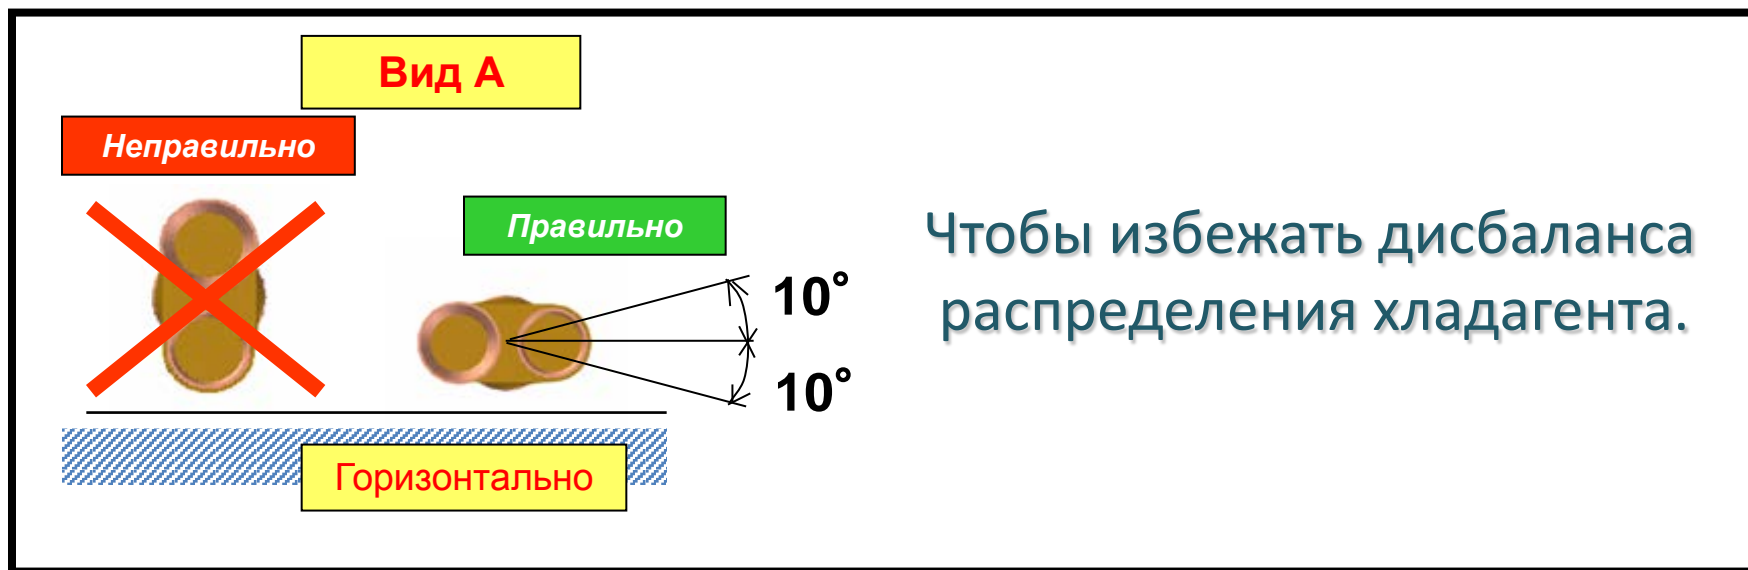 Вид А
Неправильно
Правильно
10°
10°
Горизонтально
Чтобы избежать дисбаланса
распределения хладагента.